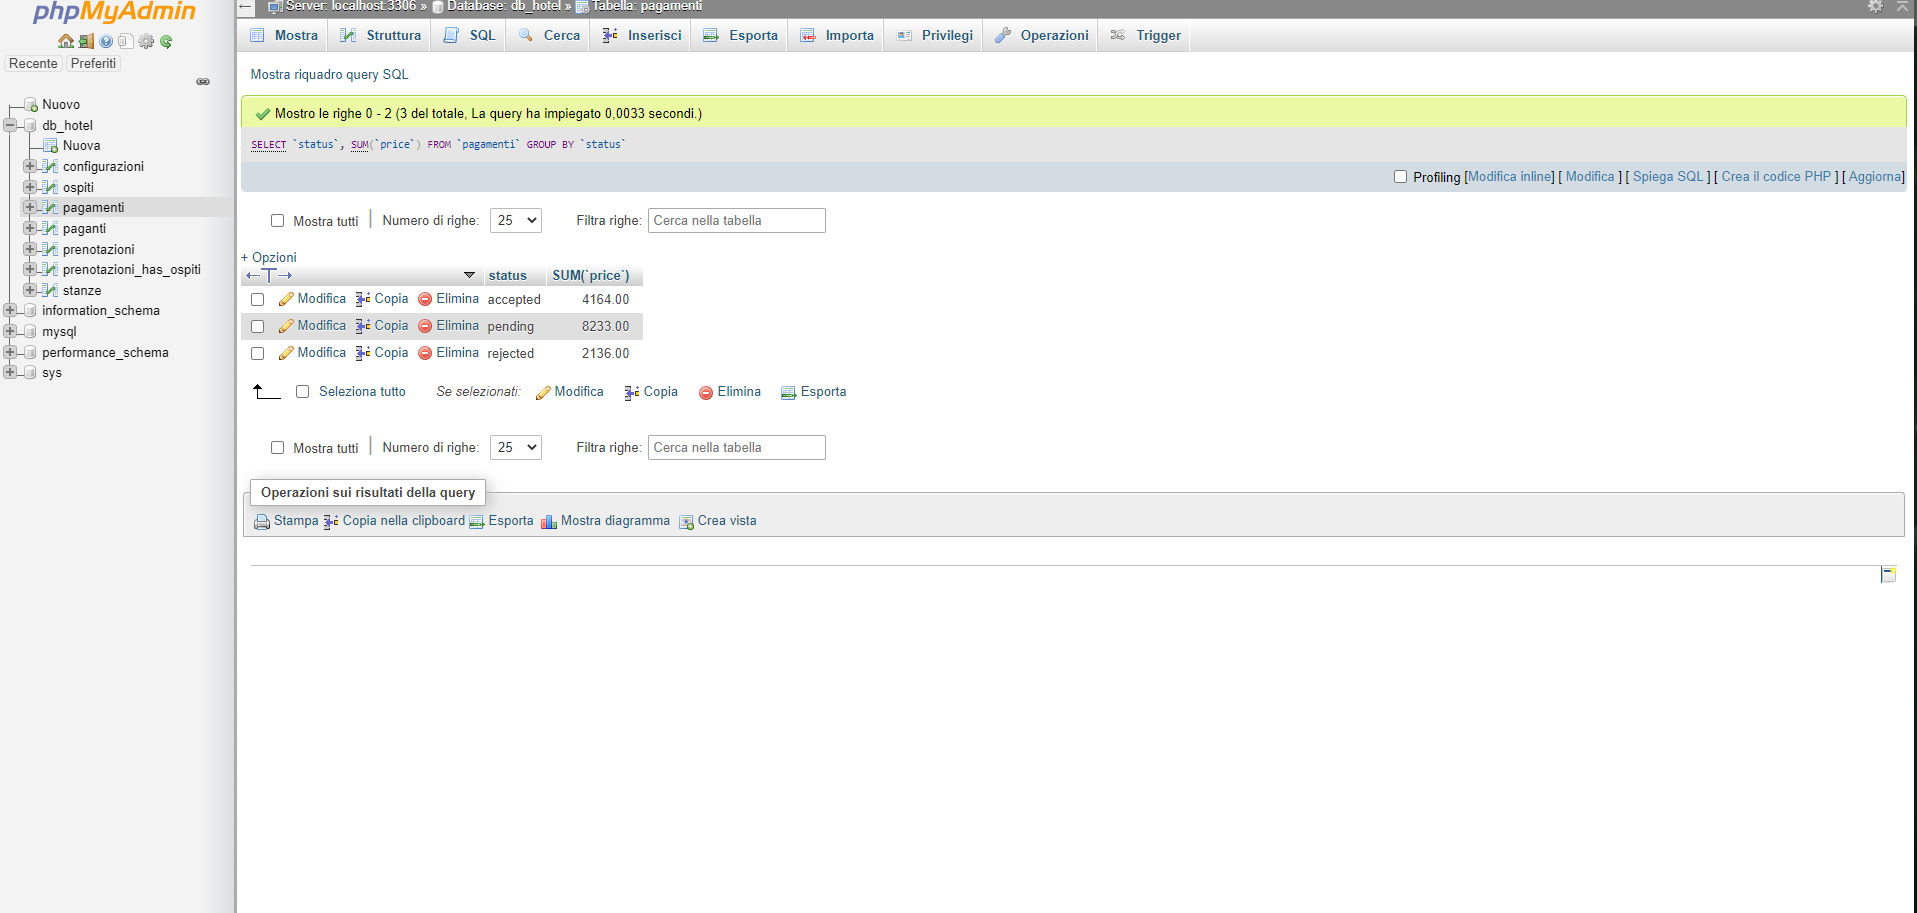 phpMyAdmin
Recente Preferiti
Nuovo
db_hotel
Nuova
configurazioni
ospiti
pagamenti
paganti
prenotazioni
prenotazioni_has_ospiti
stanze
information_schema
mysql
performance_schema
sys
Server: localhost:3306 » Database: db_hotel » Tabella: pagamenti
Mostra Struttura SQL Cerca Inserisci Esporta Importa Privilegi Operazioni Trigger
Mostra riquadro query SQL
Mostro le righe 0 - 2 (3 del totale, La query ha impiegato 0,0033 secondi.)
SELECT `status`, SUM(`price`) FROM `pagamenti` GROUP BY `status`
Profiling [Modifica inline] [ Modifica ] [ Spiega SQL ] [ Crea il codice PHP ] [ Aggiorna]
Mostra tutti Numero di righe: 25 Filtra righe: Cerca nella tabella
+ Opzioni
←T→ status SUM(`price`)
Modifica Copia Elimina accepted 4164.00
Modifica Copia Elimina pending 8233.00
Modifica Copia Elimina rejected 2136.00
Seleziona tutto Se selezionati: Modifica Copia Elimina Esporta
Mostra tutti Numero di righe: 25 Filtra righe: Cerca nella tabella
Operazioni sui risultati della query
Stampa Copia nella clipboard Esporta Mostra diagramma Crea vista